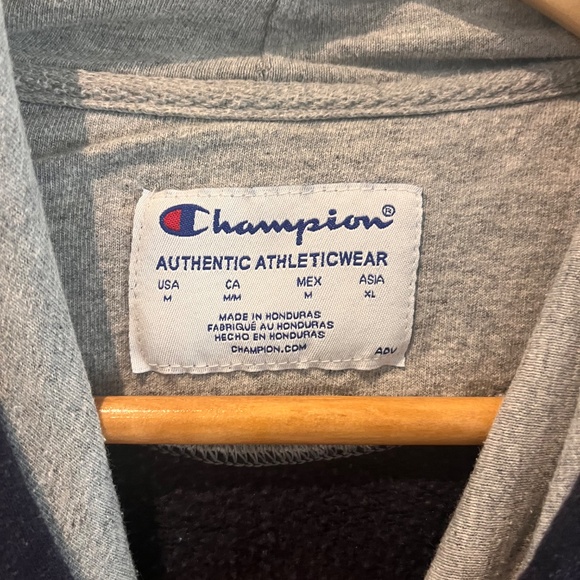 Champion®
AUTHENTIC ATHLETICWEAR
USA CA MEX ASIA
M M/M M XL
MADE IN HONDURAS
FABRIQUÉ AU HONDURAS
HECHO EN HONDURAS
CHAMPION.COM
ADV